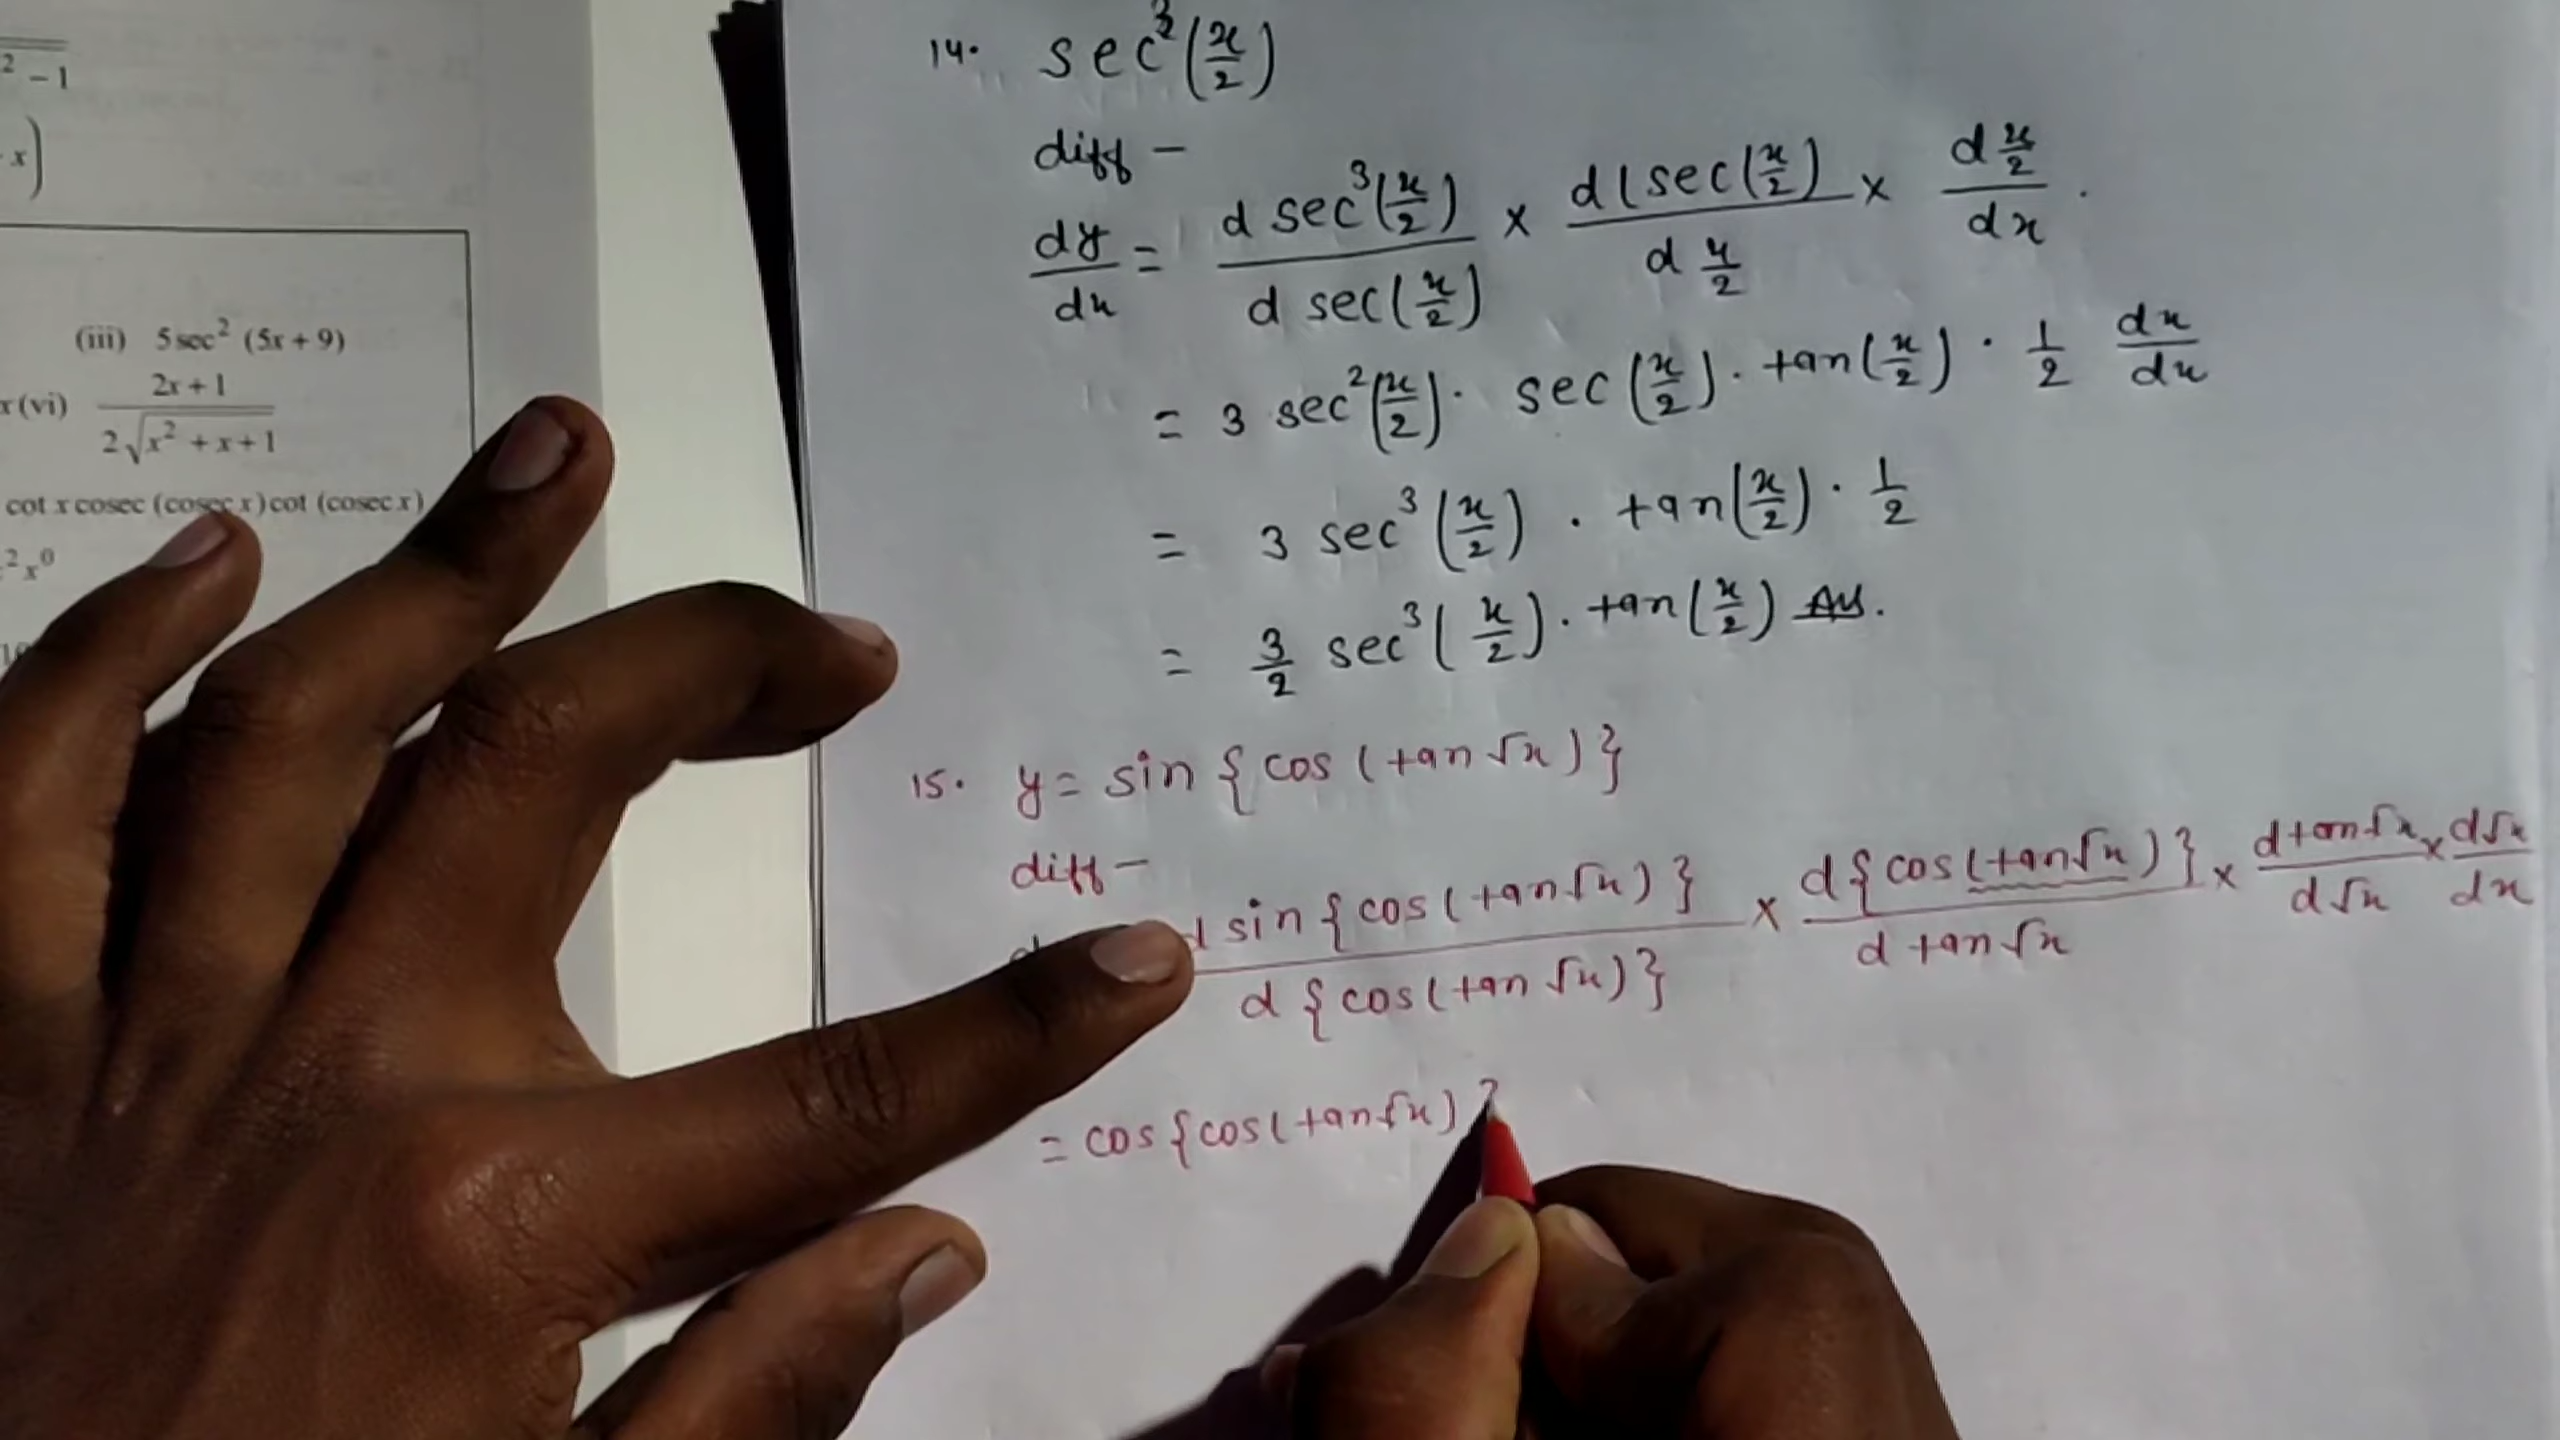 ² − 1
x)
(iii) 5 sec² (5x + 9)
x (vi) 2x + 1 / 2√(x² + x + 1)
cot x cosec (cosec x) cot (cosec x)
²x⁰
14. sec³(x/2)
diff −
dy/dx = d sec³(x/2) / d sec(x/2) × d(sec(x/2) / d x/2 × d x/2 / dx .
= 3 sec²(x/2) · sec(x/2) · tan(x/2) · 1/2 dx/dx
= 3 sec³(x/2) · tan(x/2) · 1/2
= 3/2 sec³(x/2) · tan(x/2) Ans.
15. y = sin {cos (tan √x)}
diff −
d sin {cos (tan √x)} / d {cos (tan √x)} × d {cos (tan √x)} / d tan √x × d tan √x / d√x × d√x / dx
= cos {cos (tan √x)}